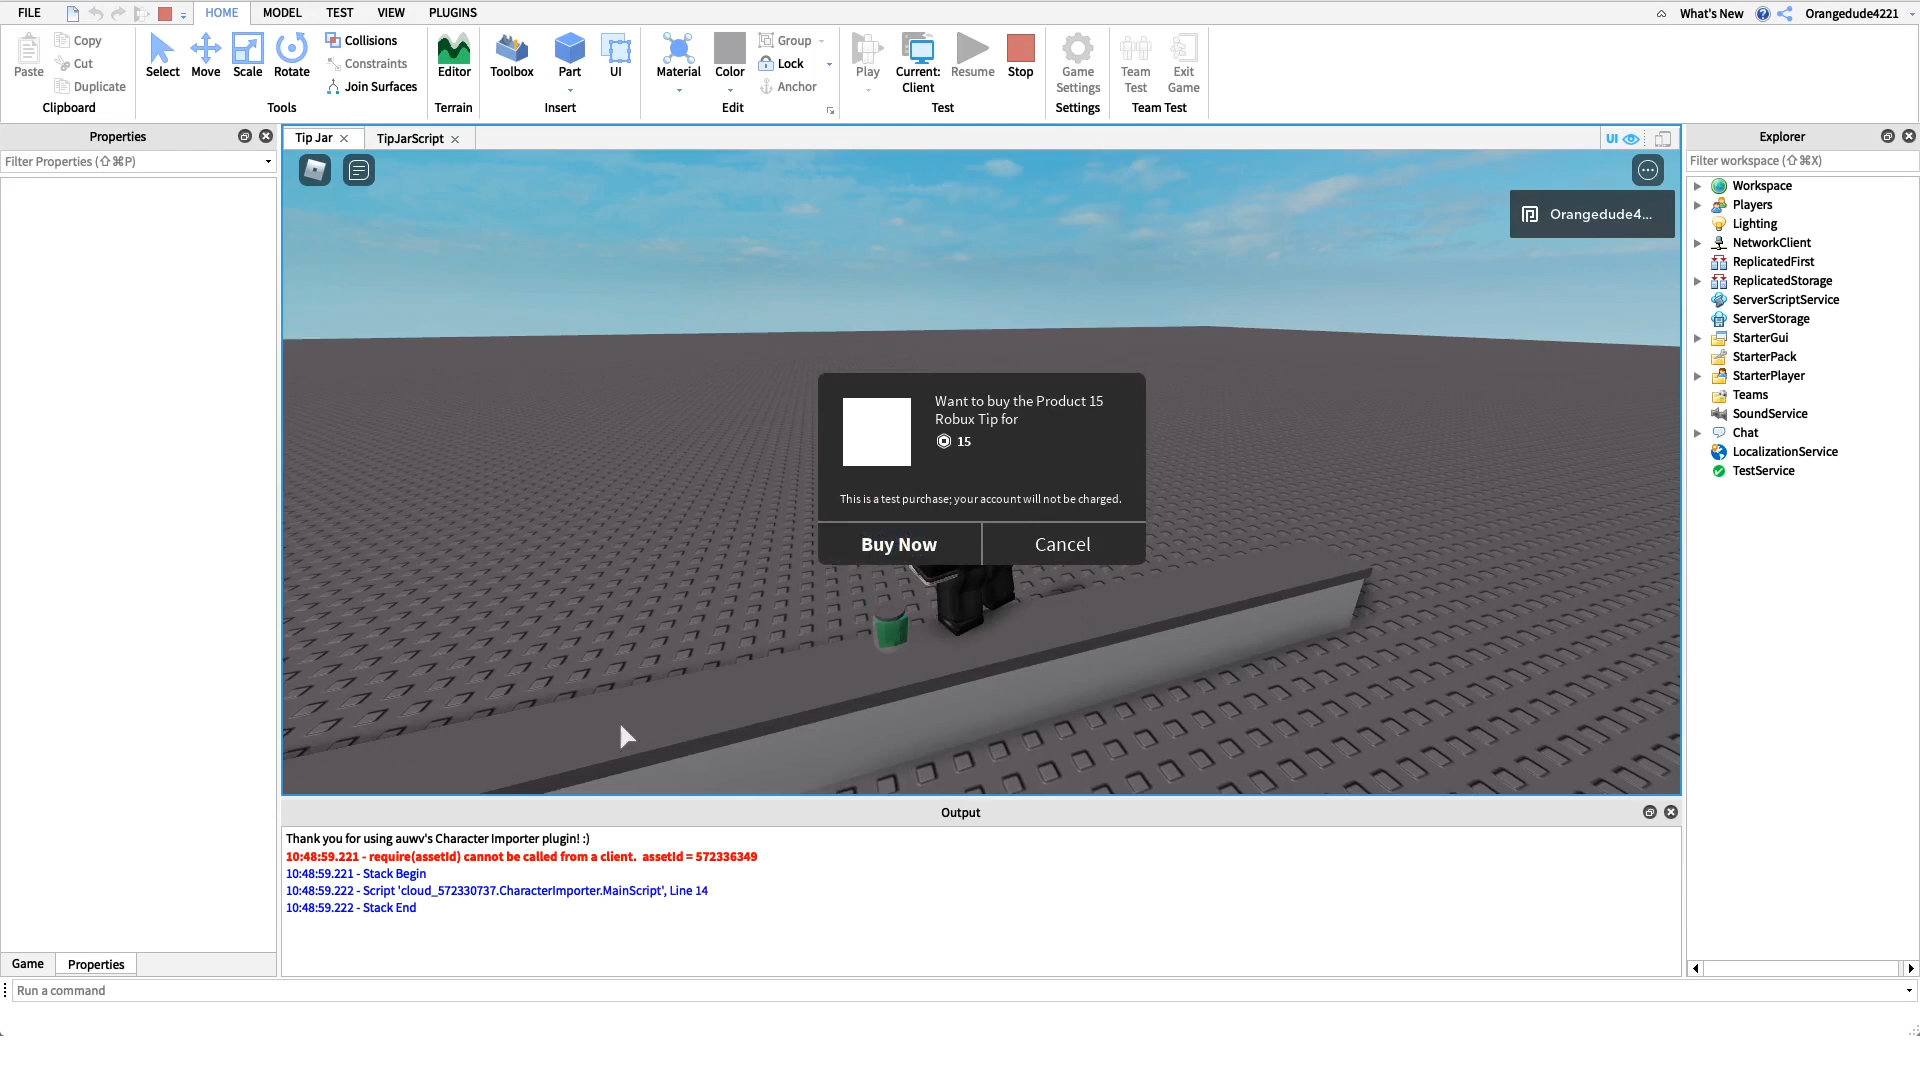 FILE HOME MODEL TEST VIEW PLUGINS What's New Orangedude4221
Paste Copy Cut Duplicate
Clipboard
Select Move Scale Rotate Collisions Constraints Join Surfaces
Tools
Editor
Terrain
Toolbox Part UI
Insert
Material Color Group Lock Anchor
Edit
Play Current: Client Resume Stop
Test
Game Settings
Settings
Team Test Exit Game
Team Test
Properties
Filter Properties (⇧⌘P)
Game Properties
Tip Jar TipJarScript UI
Orangedude4...
Want to buy the Product 15
Robux Tip for
15
This is a test purchase; your account will not be charged.
Buy Now Cancel
Output
Thank you for using auwv's Character Importer plugin! :)
10:48:59.221 - require(assetId) cannot be called from a client. assetId = 572336349
10:48:59.221 - Stack Begin
10:48:59.222 - Script 'cloud_572330737.CharacterImporter.MainScript', Line 14
10:48:59.222 - Stack End
Explorer
Filter workspace (⇧⌘X)
Workspace
Players
Lighting
NetworkClient
ReplicatedFirst
ReplicatedStorage
ServerScriptService
ServerStorage
StarterGui
StarterPack
StarterPlayer
Teams
SoundService
Chat
LocalizationService
TestService
Run a command